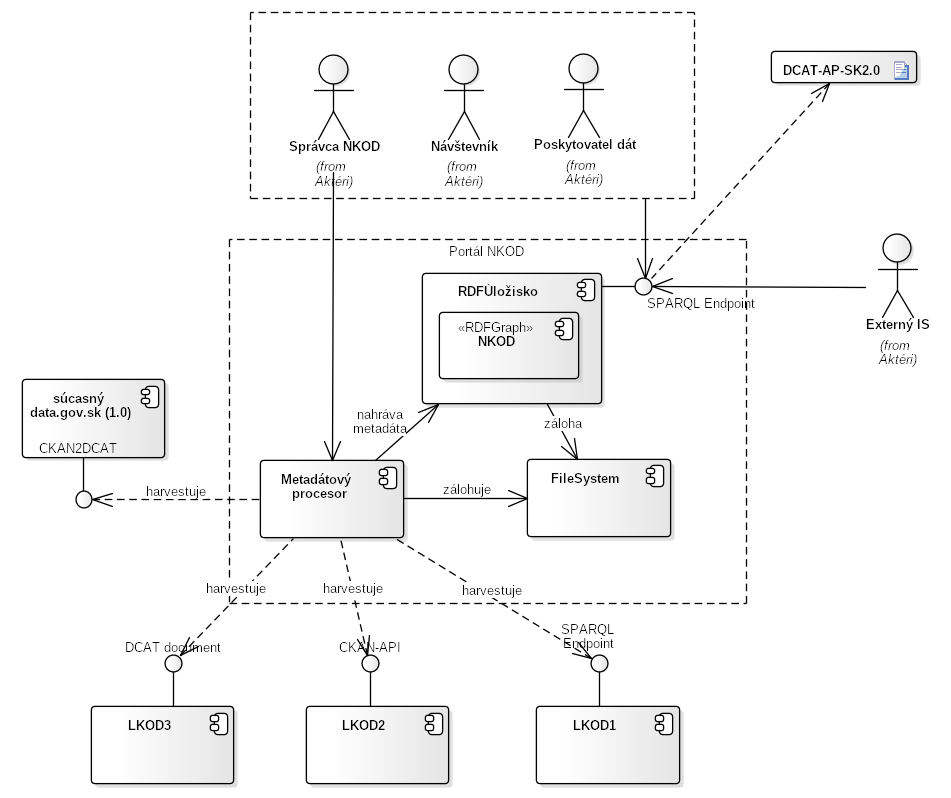 DCAT-AP-SK2.0
Správca NKOD
(from
Aktéri)
Návštevník
(from
Aktéri)
Poskytovatel dát
(from
Aktéri)
Portál NKOD
RDFÚložisko
«RDFGraph»
NKOD
SPARQL Endpoint
Externý IS
(from
Aktéri)
súcasný
data.gov.sk (1.0)
CKAN2DCAT
nahráva
metadáta
záloha
Metadátový
procesor
FileSystem
harvestuje
zálohuje
harvestuje
harvestuje
harvestuje
DCAT document
CKAN-API
SPARQL
Endpoint
LKOD3
LKOD2
LKOD1